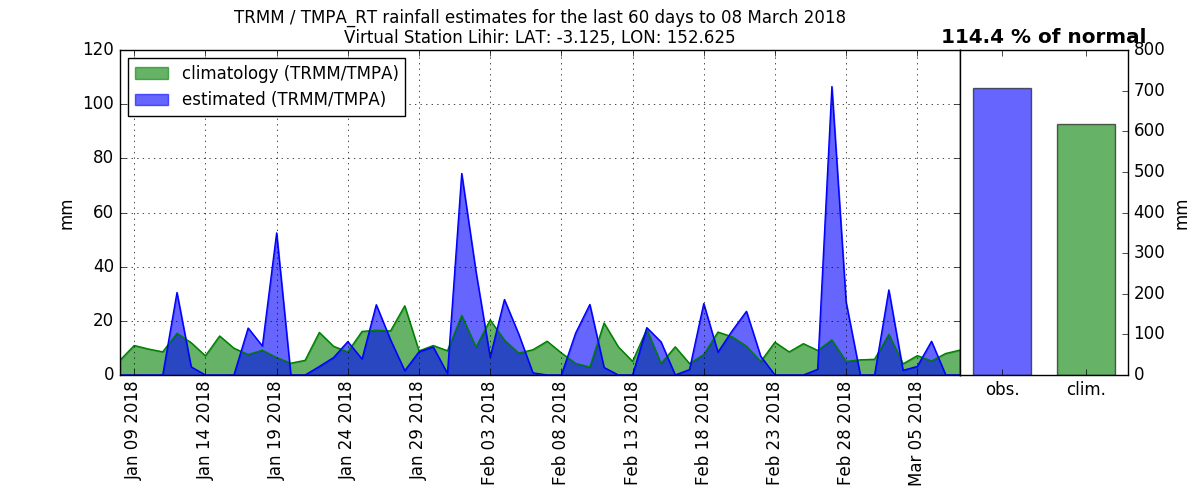 TRMM / TMPA_RT rainfall estimates for the last 60 days to 08 March 2018
Virtual Station Lihir: LAT: -3.125, LON: 152.625
114.4 % of normal
climatology (TRMM/TMPA)
estimated (TRMM/TMPA)
mm
120
100
80
60
40
20
0
Jan 09 2018
Jan 14 2018
Jan 19 2018
Jan 24 2018
Jan 29 2018
Feb 03 2018
Feb 08 2018
Feb 13 2018
Feb 18 2018
Feb 23 2018
Feb 28 2018
Mar 05 2018
800
700
600
500
400
300
200
100
0
mm
obs.
clim.